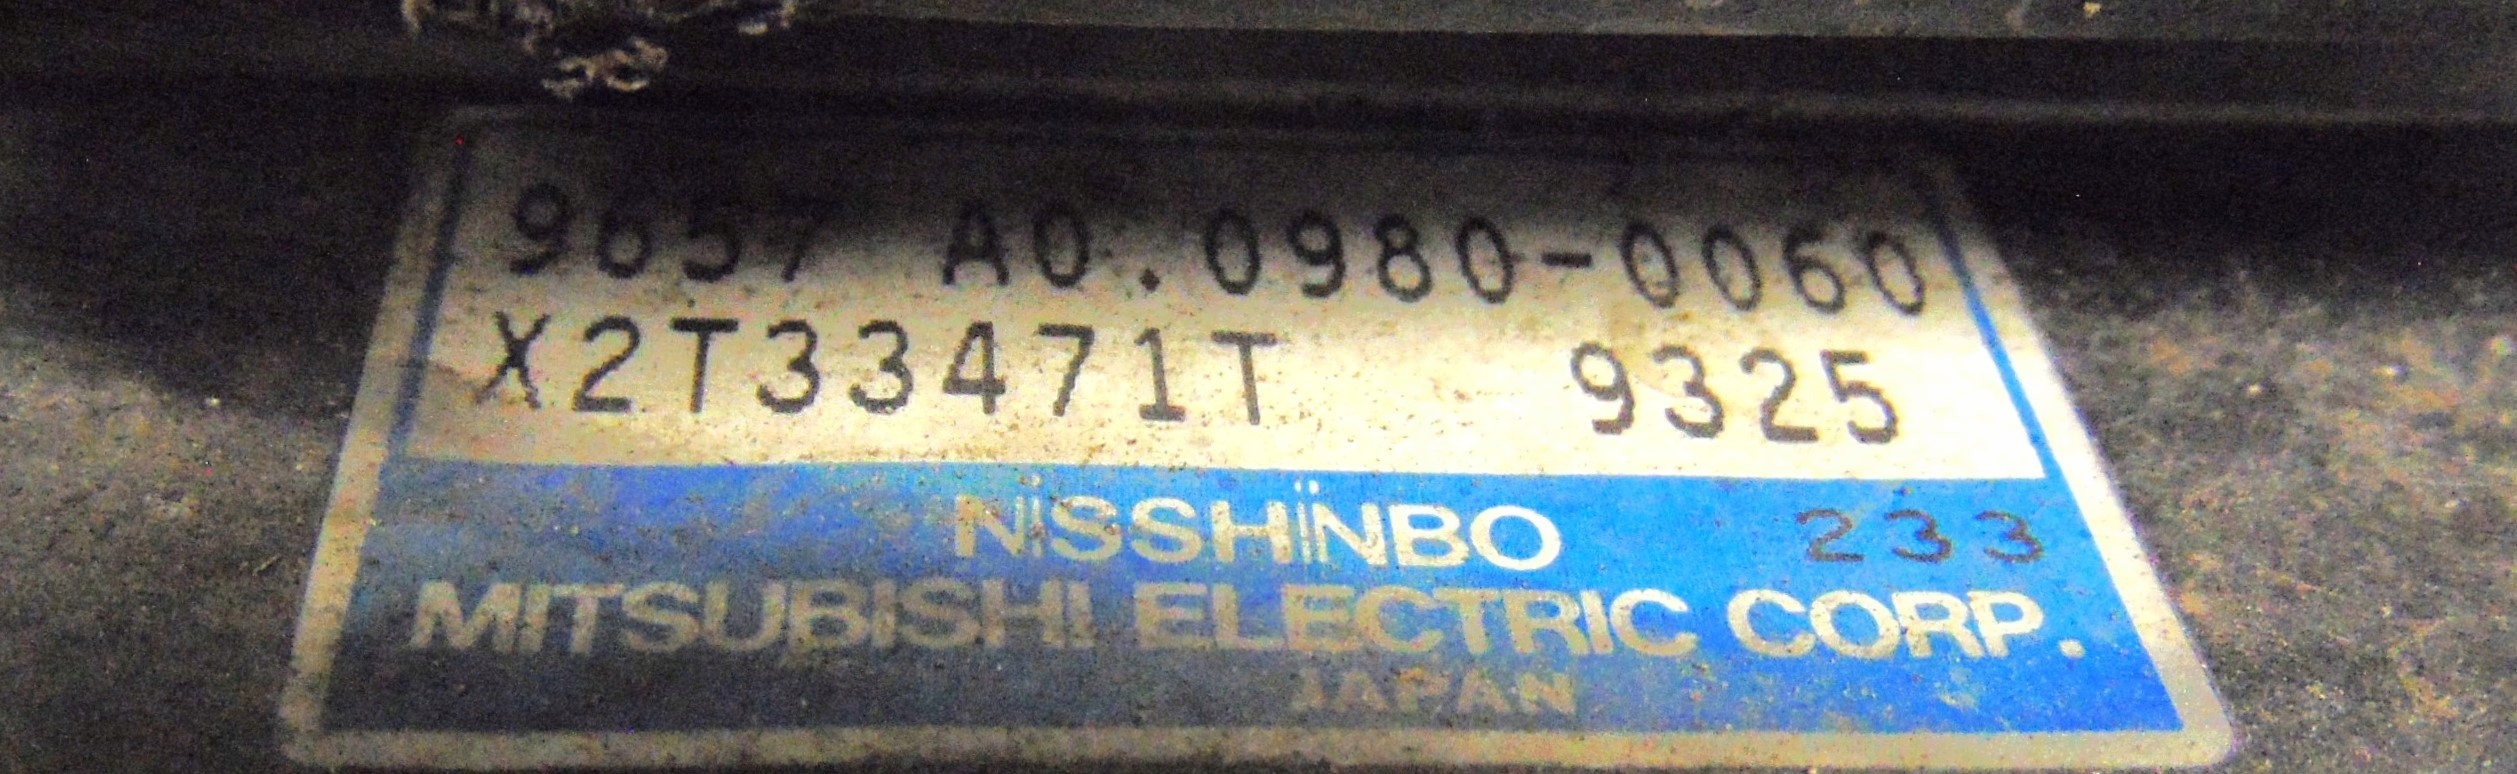 9657 A0.0980-0060
X2T33471T 9325
NiSSHiNBO 233
MITSUBISHI ELECTRIC CORP.
JAPAN